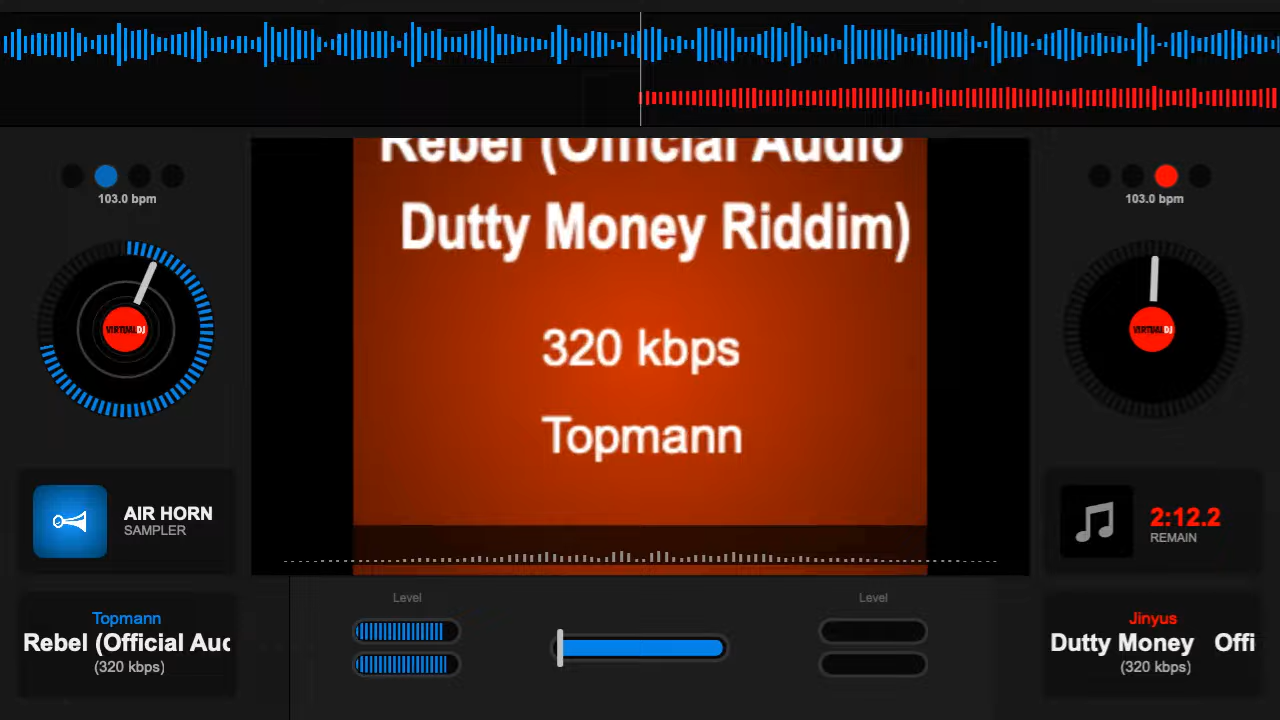 Rebel (Official Audio
Dutty Money Riddim)
320 kbps
Topmann
103.0 bpm
103.0 bpm
VIRTUALDJ
VIRTUALDJ
AIR HORN
SAMPLER
2:12.2
REMAIN
Level
Level
Topmann
Rebel (Official Aud
(320 kbps)
Jinyus
Dutty Money Offi
(320 kbps)